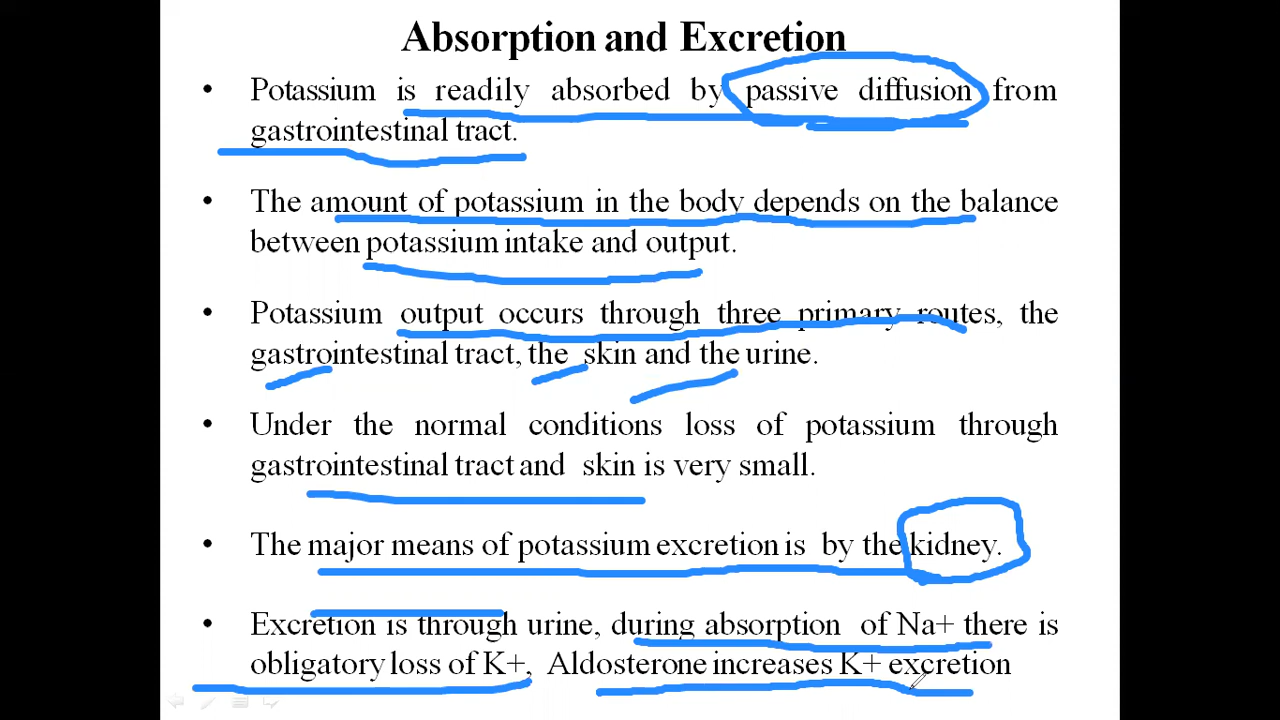 Absorption and Excretion
• Potassium is readily absorbed by passive diffusion from
gastrointestinal tract.
• The amount of potassium in the body depends on the balance
between potassium intake and output.
• Potassium output occurs through three primary routes, the
gastrointestinal tract, the skin and the urine.
• Under the normal conditions loss of potassium through
gastrointestinal tract and skin is very small.
• The major means of potassium excretion is by the kidney.
• Excretion is through urine, during absorption of Na+ there is
obligatory loss of K+, Aldosterone increases K+ excretion